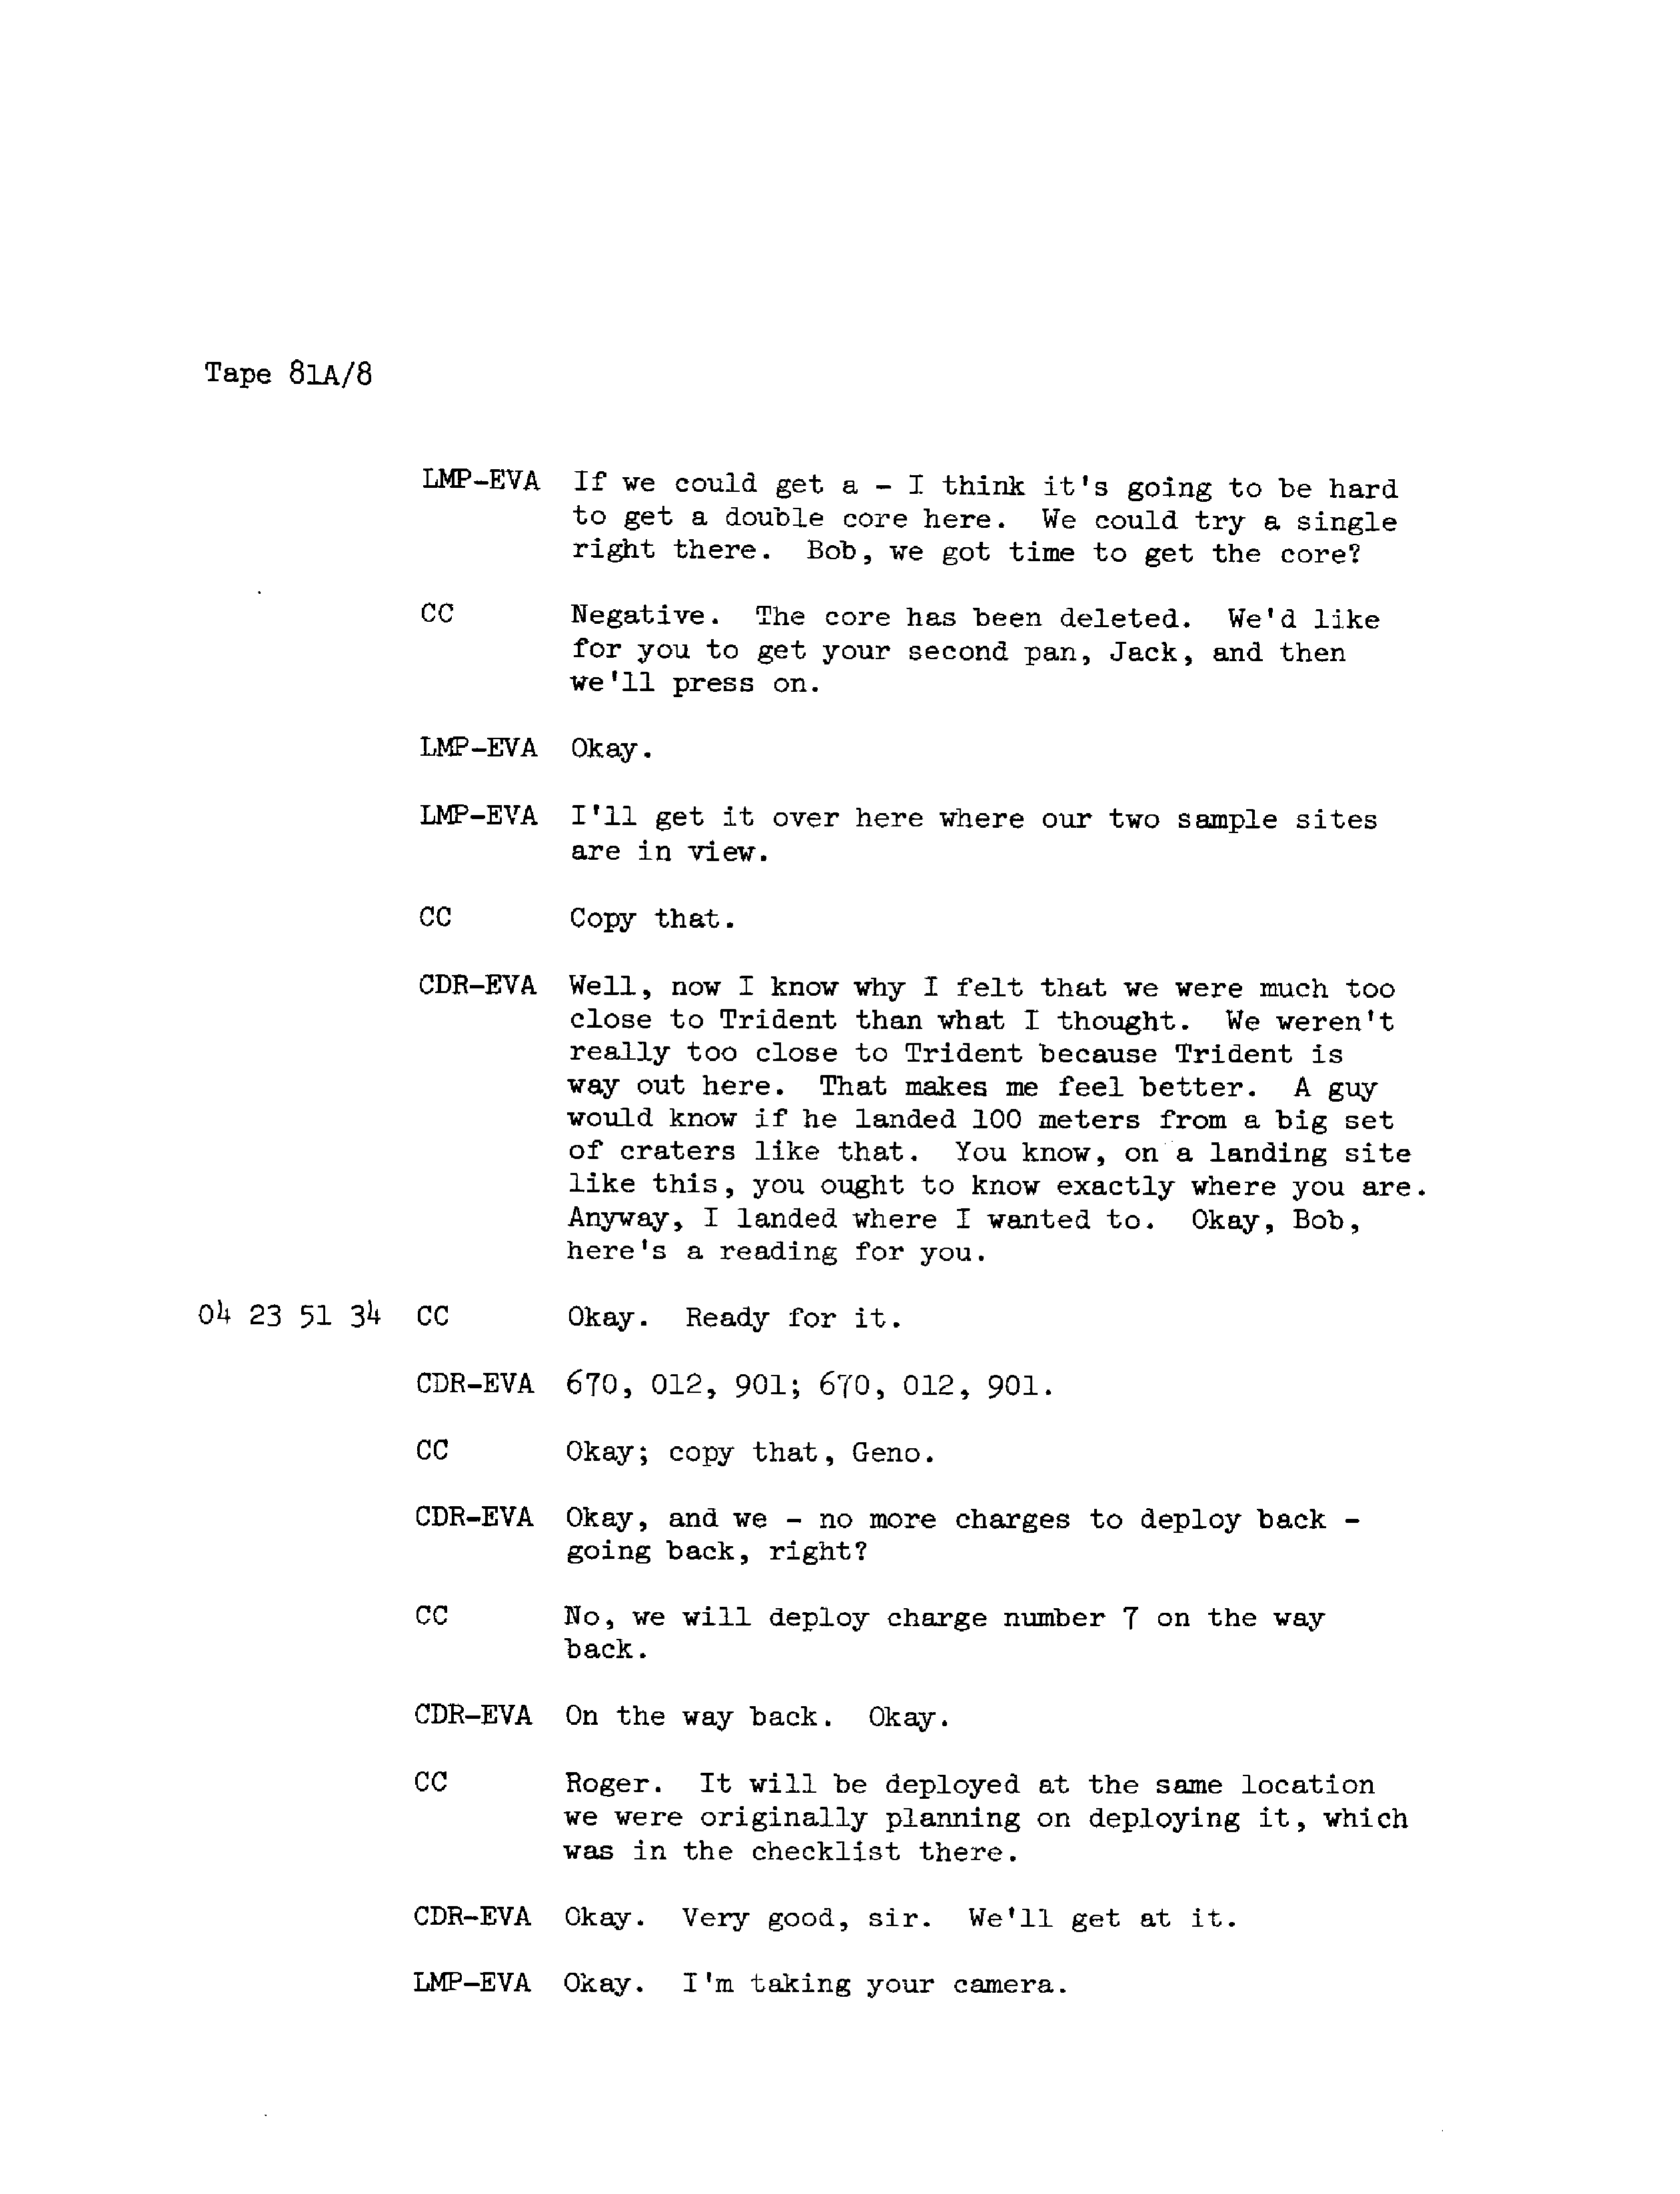 Tape 81A/8
LMP-EVA If we could get a - I think it's going to be hard
to get a double core here. We could try a single
right there. Bob, we got time to get the core?
CC Negative. The core has been deleted. We'd like
for you to get your second pan, Jack, and then
we'll press on.
LMP-EVA Okay.
LMP-EVA I'll get it over here where our two sample sites
are in view.
CC Copy that.
CDR-EVA Well, now I know why I felt that we were much too
close to Trident than what I thought. We weren't
really too close to Trident because Trident is
way out here. That makes me feel better. A guy
would know if he landed 100 meters from a big set
of craters like that. You know, on a landing site
like this, you ought to know exactly where you are.
Anyway, I landed where I wanted to. Okay, Bob,
here's a reading for you.
04 23 51 34 CC Okay. Ready for it.
CDR-EVA 670, 012, 901; 670, 012, 901.
CC Okay; copy that, Geno.
CDR-EVA Okay, and we - no more charges to deploy back -
going back, right?
CC No, we will deploy charge number 7 on the way
back.
CDR-EVA On the way back. Okay.
CC Roger. It will be deployed at the same location
we were originally planning on deploying it, which
was in the checklist there.
CDR-EVA Okay. Very good, sir. We'll get at it.
LMP-EVA Okay. I'm taking your camera.